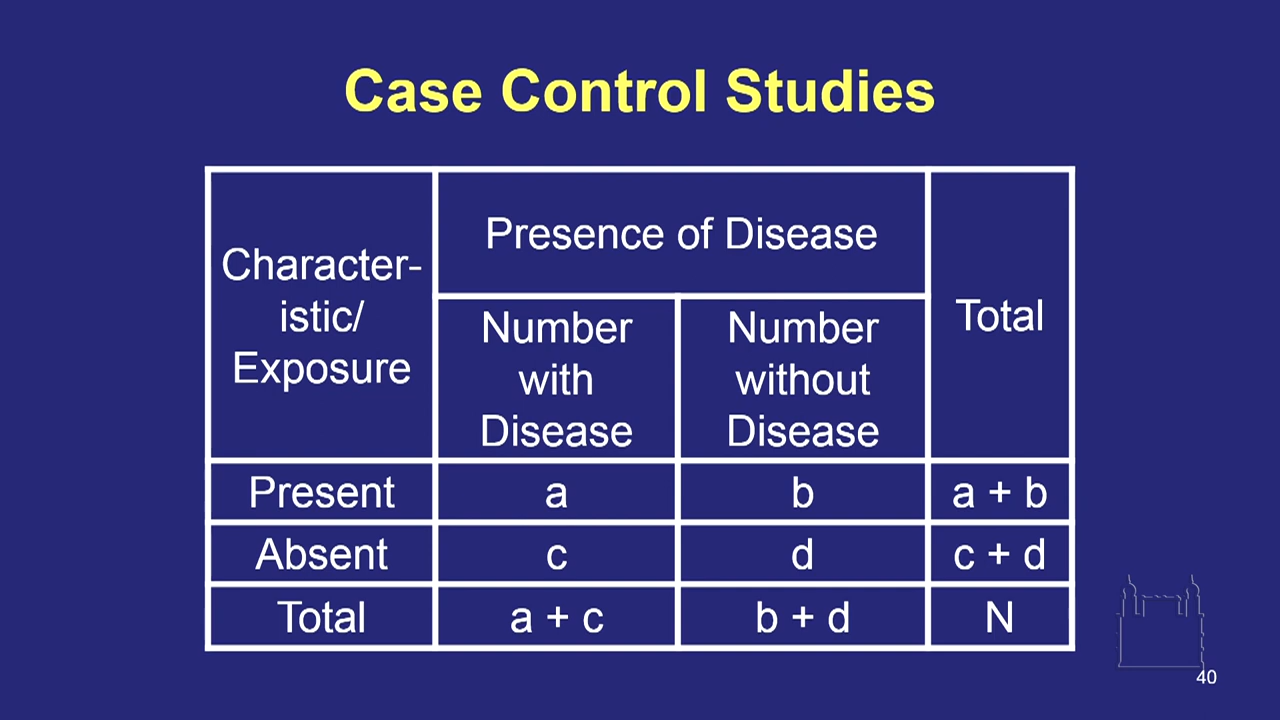 Case Control Studies
Character-
istic/
Exposure
Presence of Disease
Total
Number
with
Disease
Number
without
Disease
Present
a
b
a + b
Absent
c
d
c + d
Total
a + c
b + d
N
40